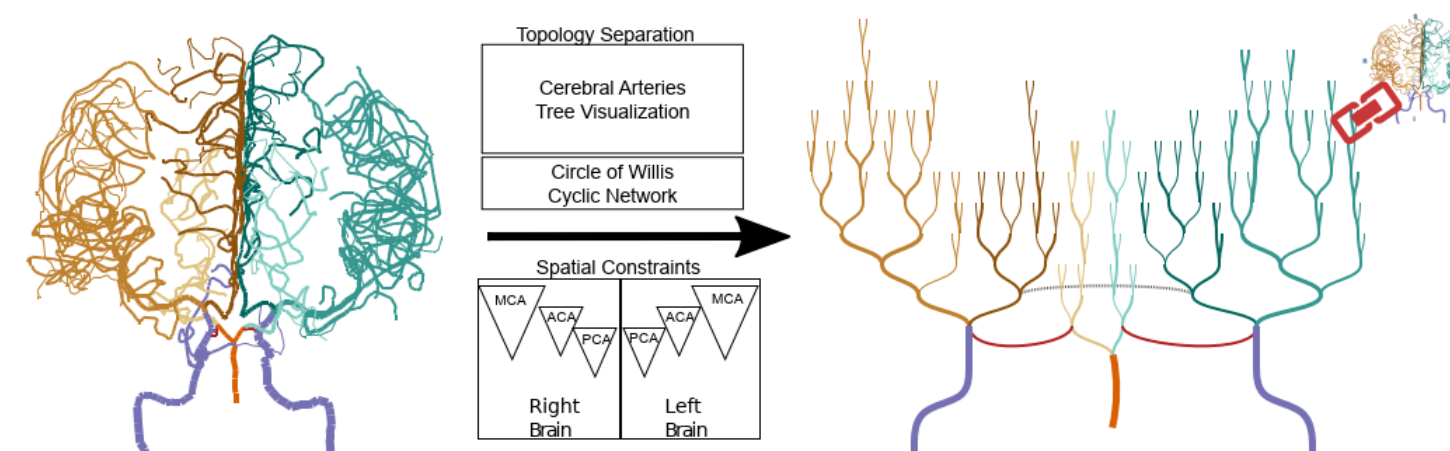 Topology Separation
Cerebral Arteries
Tree Visualization
Circle of Willis
Cyclic Network
Spatial Constraints
MCA
ACA
PCA
PCA
ACA
MCA
Right
Brain
Left
Brain